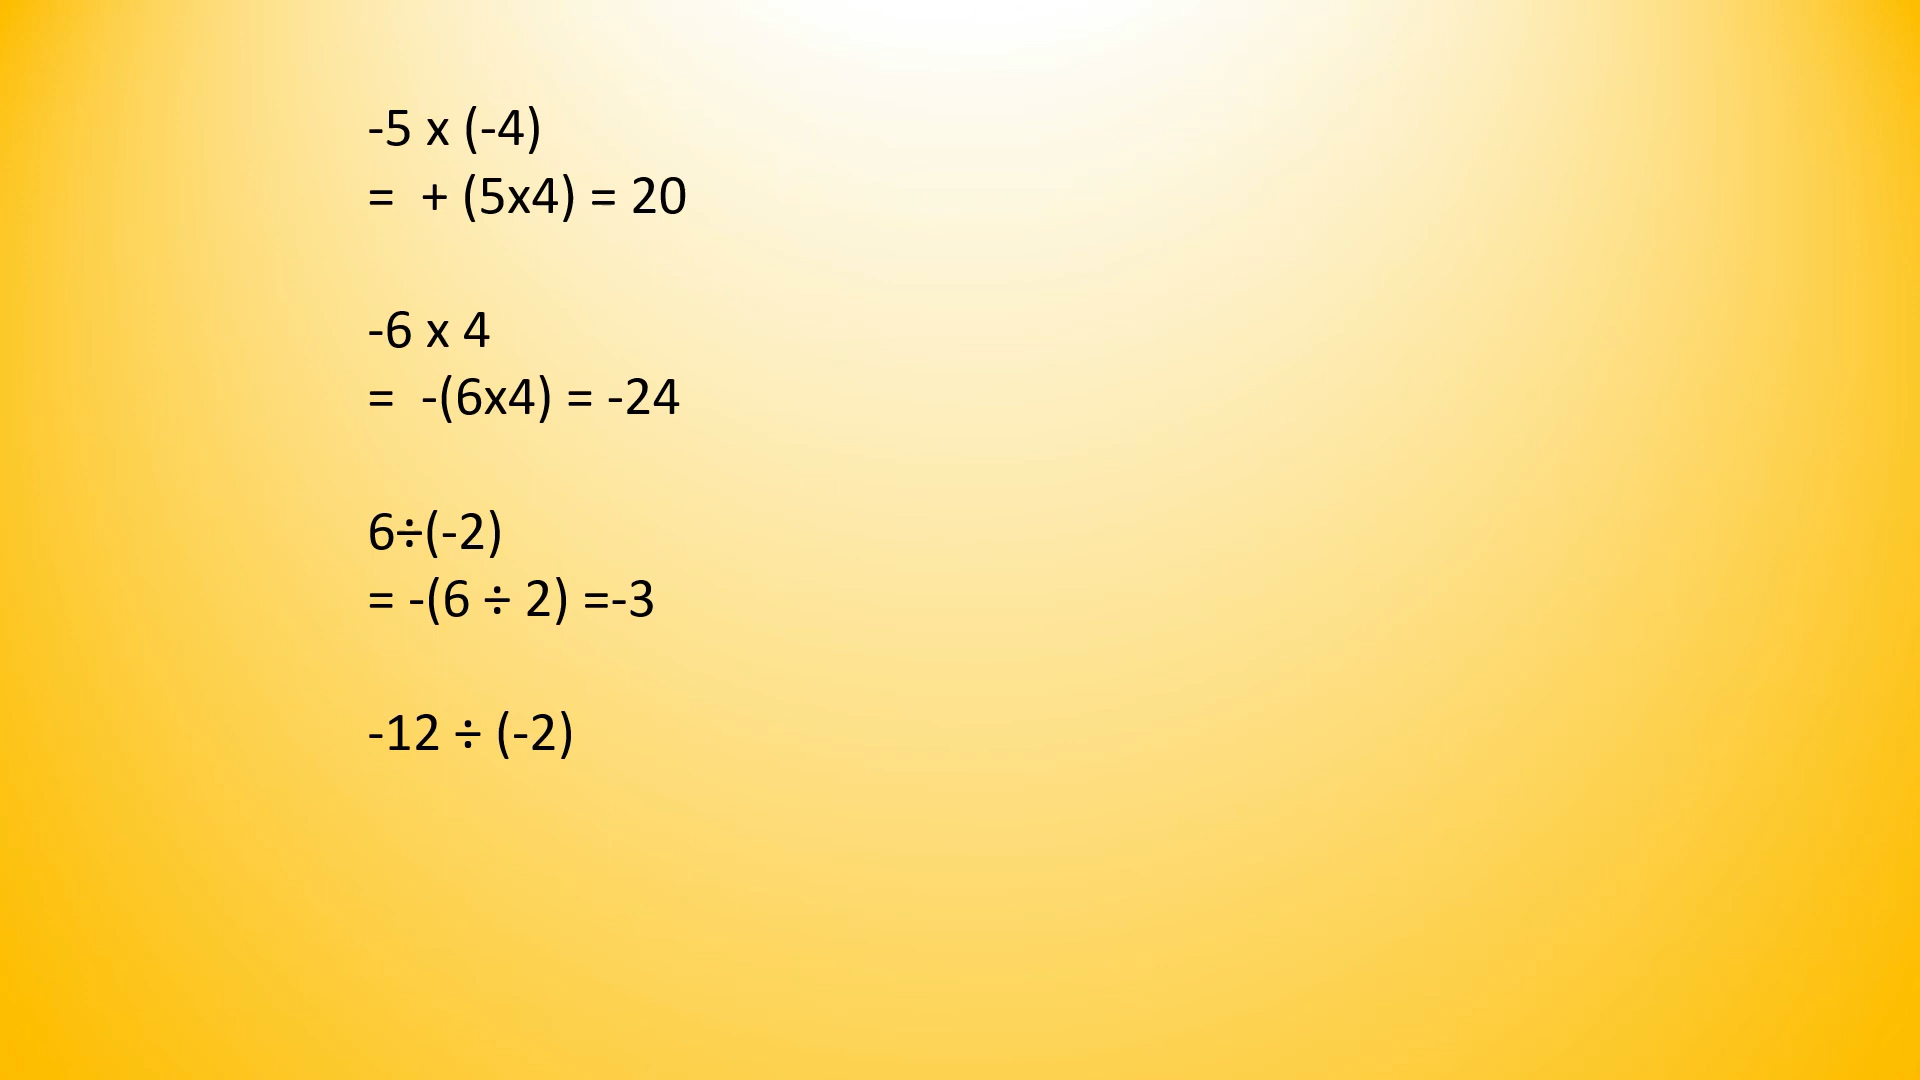 -5 x (-4)
=  + (5x4) = 20
-6 x 4
=  -(6x4) = -24
6÷(-2)
= -(6 ÷ 2) =-3
-12 ÷ (-2)